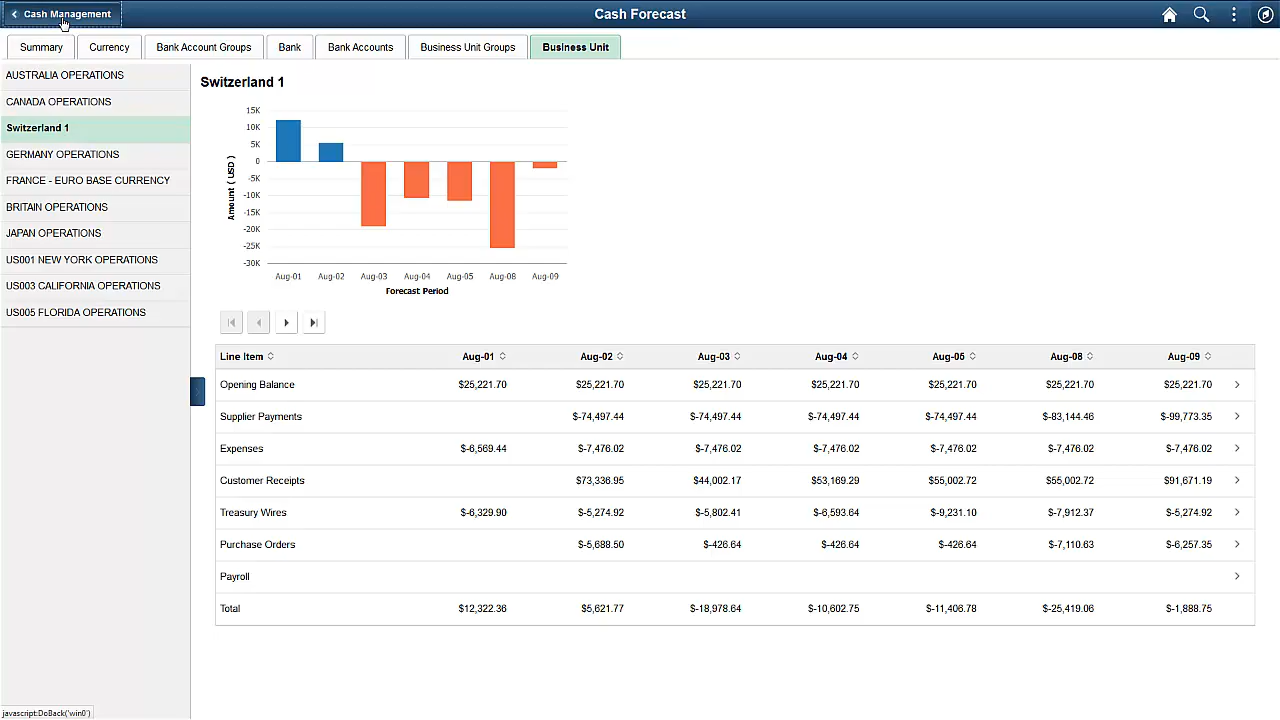 Cash Management
Cash Forecast
Summary Currency Bank Account Groups Bank Bank Accounts Business Unit Groups Business Unit
AUSTRALIA OPERATIONS
CANADA OPERATIONS
Switzerland 1
GERMANY OPERATIONS
FRANCE - EURO BASE CURRENCY
BRITAIN OPERATIONS
JAPAN OPERATIONS
US001 NEW YORK OPERATIONS
US003 CALIFORNIA OPERATIONS
US005 FLORIDA OPERATIONS
Switzerland 1
Amount ( USD )
15K
10K
5K
0
-5K
-10K
-15K
-20K
-25K
-30K
Aug-01 Aug-02 Aug-03 Aug-04 Aug-05 Aug-08 Aug-09
Forecast Period
Line Item Aug-01 Aug-02 Aug-03 Aug-04 Aug-05 Aug-08 Aug-09
Opening Balance $25,221.70 $25,221.70 $25,221.70 $25,221.70 $25,221.70 $25,221.70 $25,221.70
Supplier Payments $-74,497.44 $-74,497.44 $-74,497.44 $-74,497.44 $-83,144.46 $-99,773.35
Expenses $-6,569.44 $-7,476.02 $-7,476.02 $-7,476.02 $-7,476.02 $-7,476.02 $-7,476.02
Customer Receipts $73,336.95 $44,002.17 $53,169.29 $55,002.72 $55,002.72 $91,671.19
Treasury Wires $-6,329.90 $-5,274.92 $-5,802.41 $-6,593.64 $-9,231.10 $-7,912.37 $-5,274.92
Purchase Orders $-5,688.50 $-426.64 $-426.64 $-426.64 $-7,110.63 $-6,257.35
Payroll
Total $12,322.36 $5,621.77 $-18,978.64 $-10,602.75 $-11,406.78 $-25,419.06 $-1,888.75
javascript:DoBack('win0')